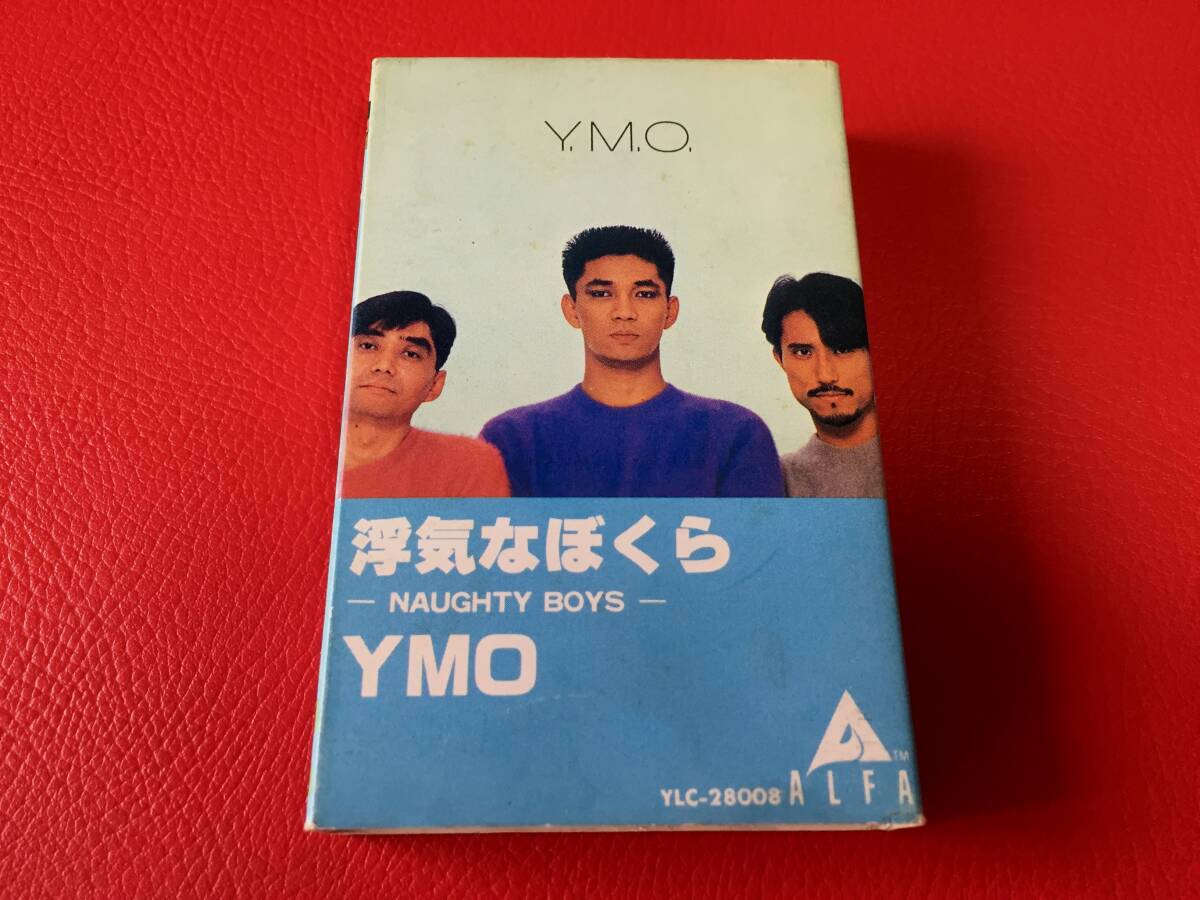 Y.M.O.
浮気なぼくら
— NAUGHTY BOYS —
YMO
TM
YLC-28008 ALFA